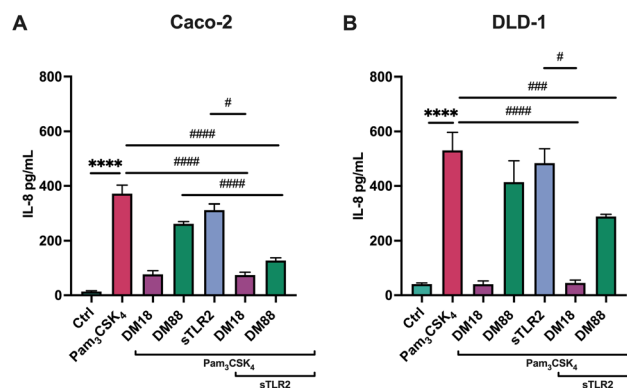 A
Caco-2
800
600
400
200
0
IL-8 pg/mL
****
####
####
####
#
Ctrl
Pam₃CSK₄
DM18
DM88
sTLR2
DM18
DM88
Pam₃CSK₄
sTLR2
B
DLD-1
800
600
400
200
0
IL-8 pg/mL
****
#
###
####
Ctrl
Pam₃CSK₄
DM18
DM88
sTLR2
DM18
DM88
Pam₃CSK₄
sTLR2